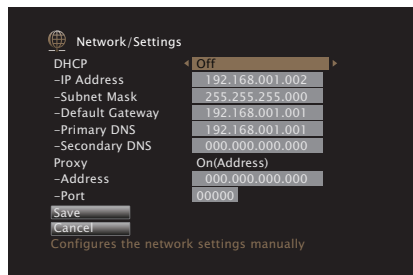 Network/Settings
DHCP Off
-IP Address 192.168.001.002
-Subnet Mask 255.255.255.000
-Default Gateway 192.168.001.001
-Primary DNS 192.168.001.001
-Secondary DNS 000.000.000.000
Proxy On(Address)
-Address 000.000.000.000
-Port 00000
Save
Cancel
Configures the network settings manually